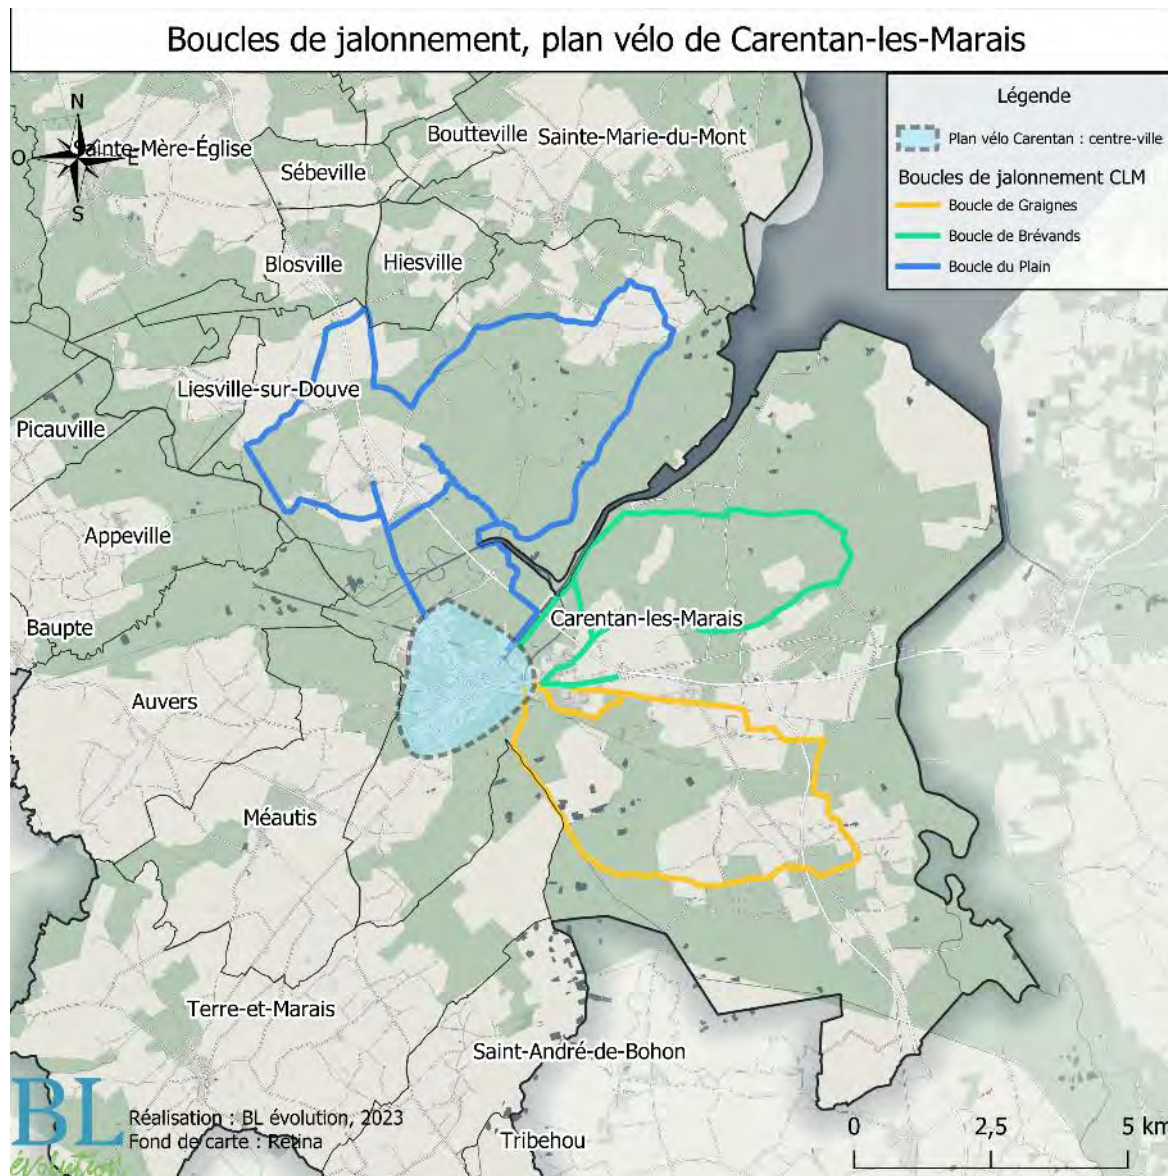 Boucles de jalonnement, plan vélo de Carentan-les-Marais
Légende
Plan vélo Carentan : centre-ville
Boucles de jalonnement CLM
Boucle de Graignes
Boucle de Brévands
Boucle du Plain
N
O
E
S
Sainte-Mère-Église
Boutteville
Sainte-Marie-du-Mont
Sébeville
Blosville
Hiesville
Liesville-sur-Douve
Picauville
Appeville
Baupte
Carentan-les-Marais
Auvers
Méautis
Terre-et-Marais
Saint-André-de-Bohon
Tribehou
BL
évolution
Réalisation : BL évolution, 2023
Fond de carte : Retina
0 2,5 5 km